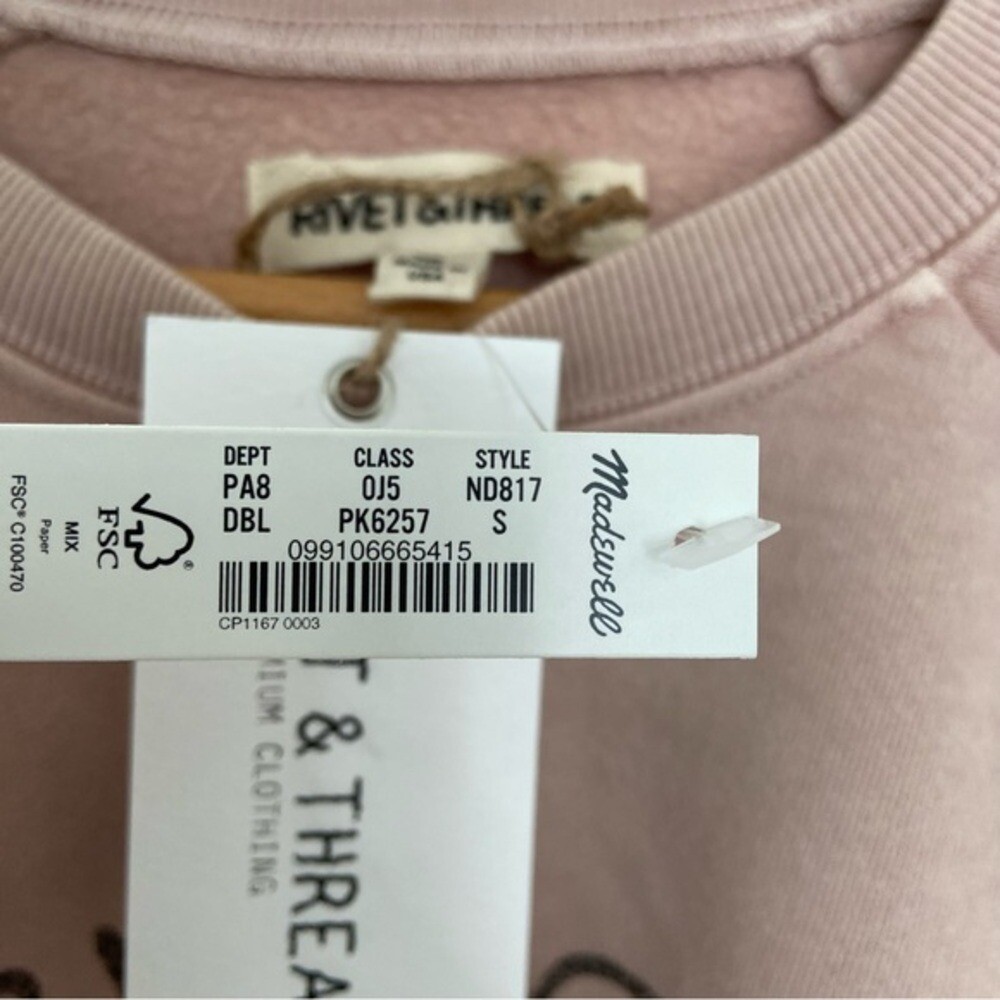 DEPT CLASS STYLE
PA8 0J5 ND817
DBL PK6257 S
099106665415
CP1167 0003
Madewell
FSC
®
MIX
Paper
FSC® C100470
T & THREA
IUM CLOTHING